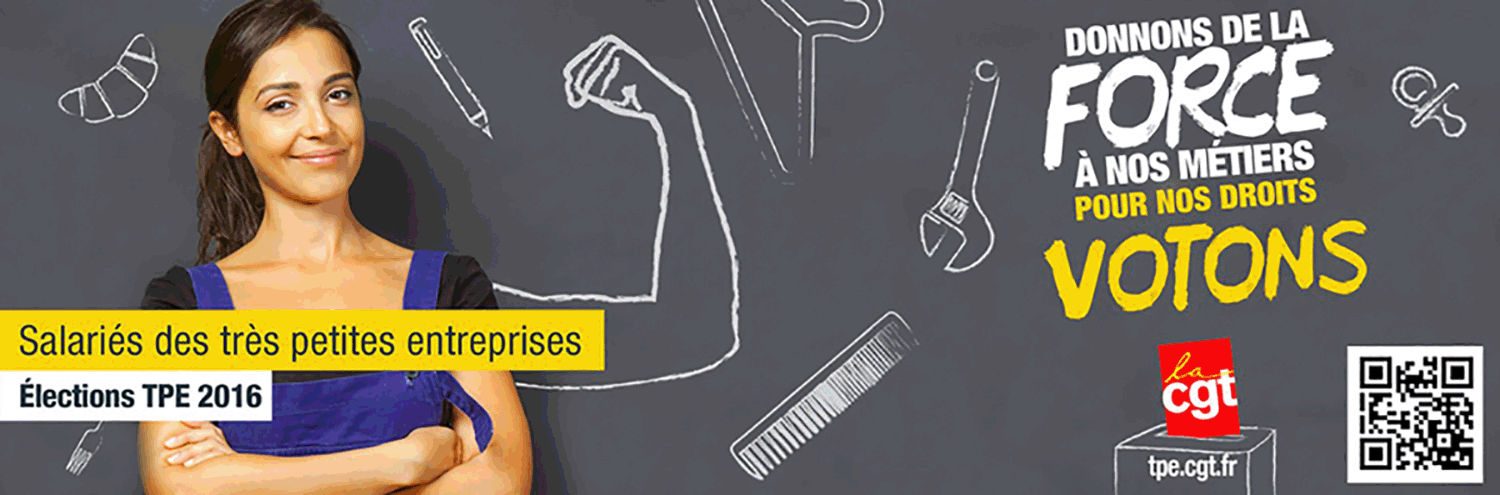 Salariés des très petites entreprises
Élections TPE 2016
DONNONS DE LA
FORCE
À NOS MÉTIERS
POUR NOS DROITS
VOTONS
la
cgt
tpe.cgt.fr